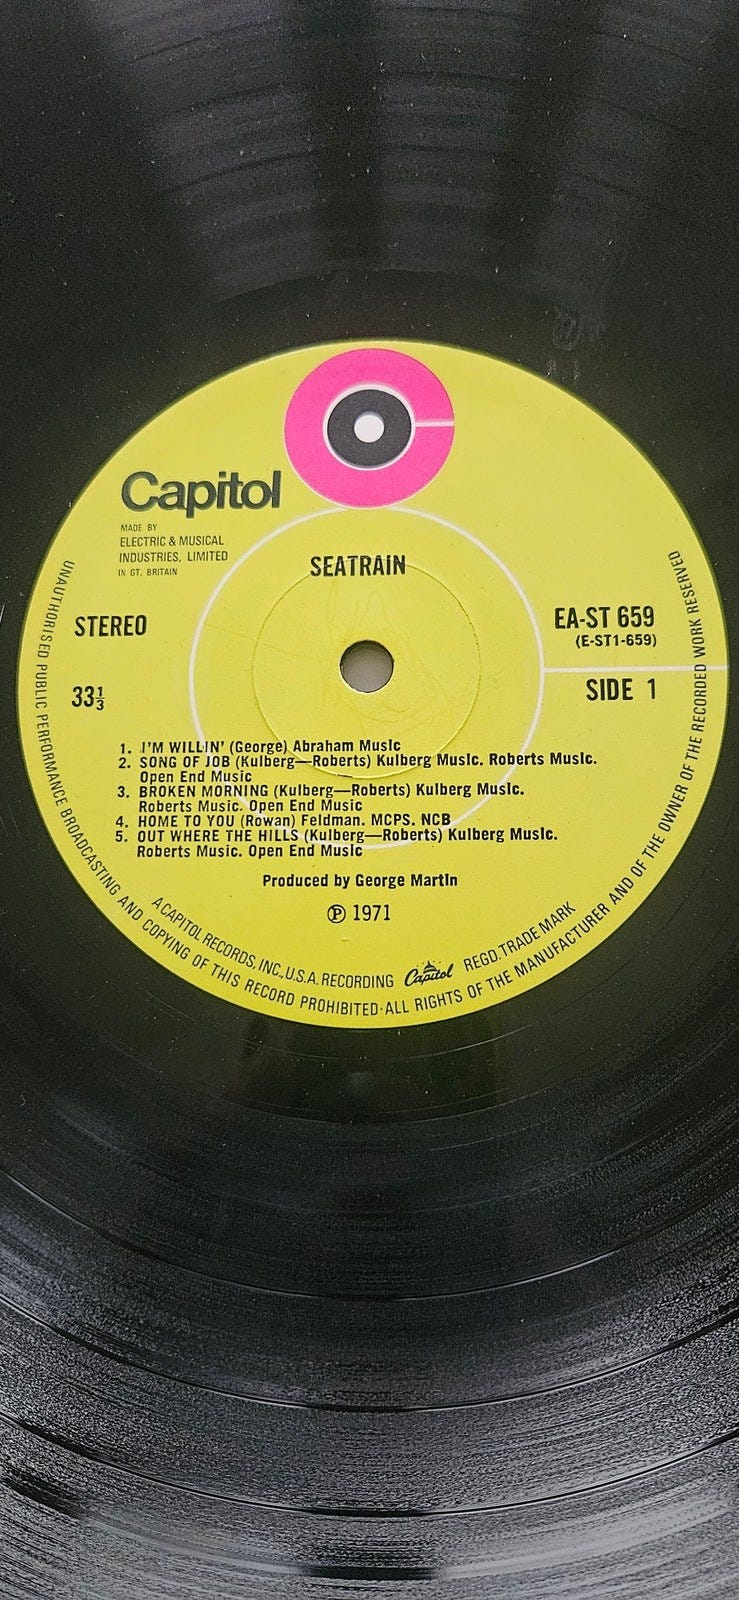 Capitol
MADE BY
ELECTRIC & MUSICAL
INDUSTRIES, LIMITED
IN GT. BRITAIN
SEATRAIN
STEREO
33⅓
EA-ST 659
(E-ST1-659)
SIDE 1
1. I'M WILLIN' (George) Abraham Music
2. SONG OF JOB (Kulberg—Roberts) Kulberg Music. Roberts Music.
Open End Music
3. BROKEN MORNING (Kulberg—Roberts) Kulberg Music.
Roberts Music. Open End Music
4. HOME TO YOU (Rowan) Feldman. MCPS. NCB
5. OUT WHERE THE HILLS (Kulberg—Roberts) Kulberg Music.
Roberts Music. Open End Music
Produced by George Martin
Ⓟ 1971
A CAPITOL RECORDS, INC., U.S.A. RECORDING Capitol REGD. TRADE MARK
UNAUTHORISED PUBLIC PERFORMANCE BROADCASTING AND COPYING OF THIS RECORD PROHIBITED·ALL RIGHTS OF THE MANUFACTURER AND OF THE OWNER OF THE RECORDED WORK RESERVED